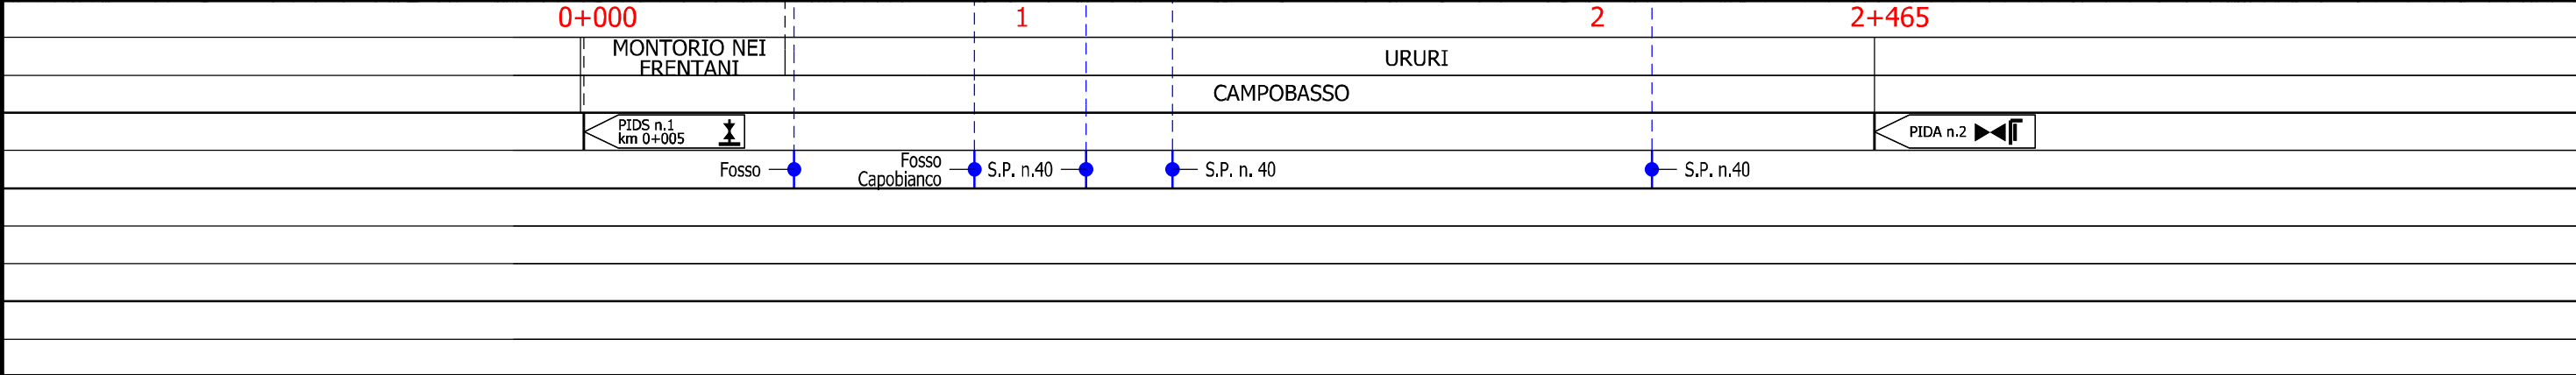 0+000 1 2 2+465
MONTORIO NEI
FRENTANI
URURI
CAMPOBASSO
PIDS n.1
km 0+005
PIDA n.2
Fosso
Fosso
Capobianco
S.P. n.40
S.P. n. 40
S.P. n.40